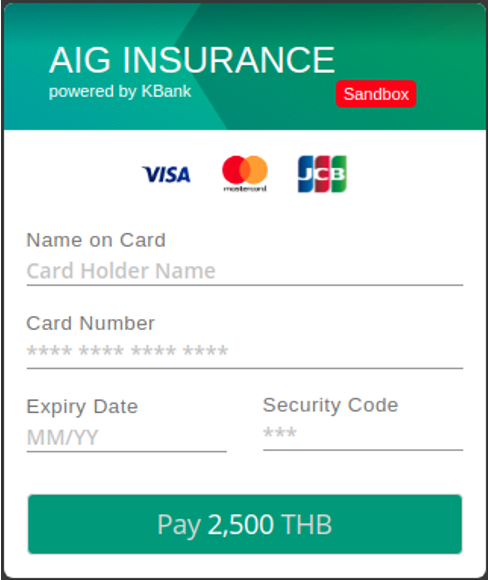 AIG INSURANCE
powered by KBank
Sandbox
VISA
mastercard
JCB
Name on Card
Card Holder Name
Card Number
**** **** **** ****
Expiry Date
MM/YY
Security Code
***
Pay 2,500 THB